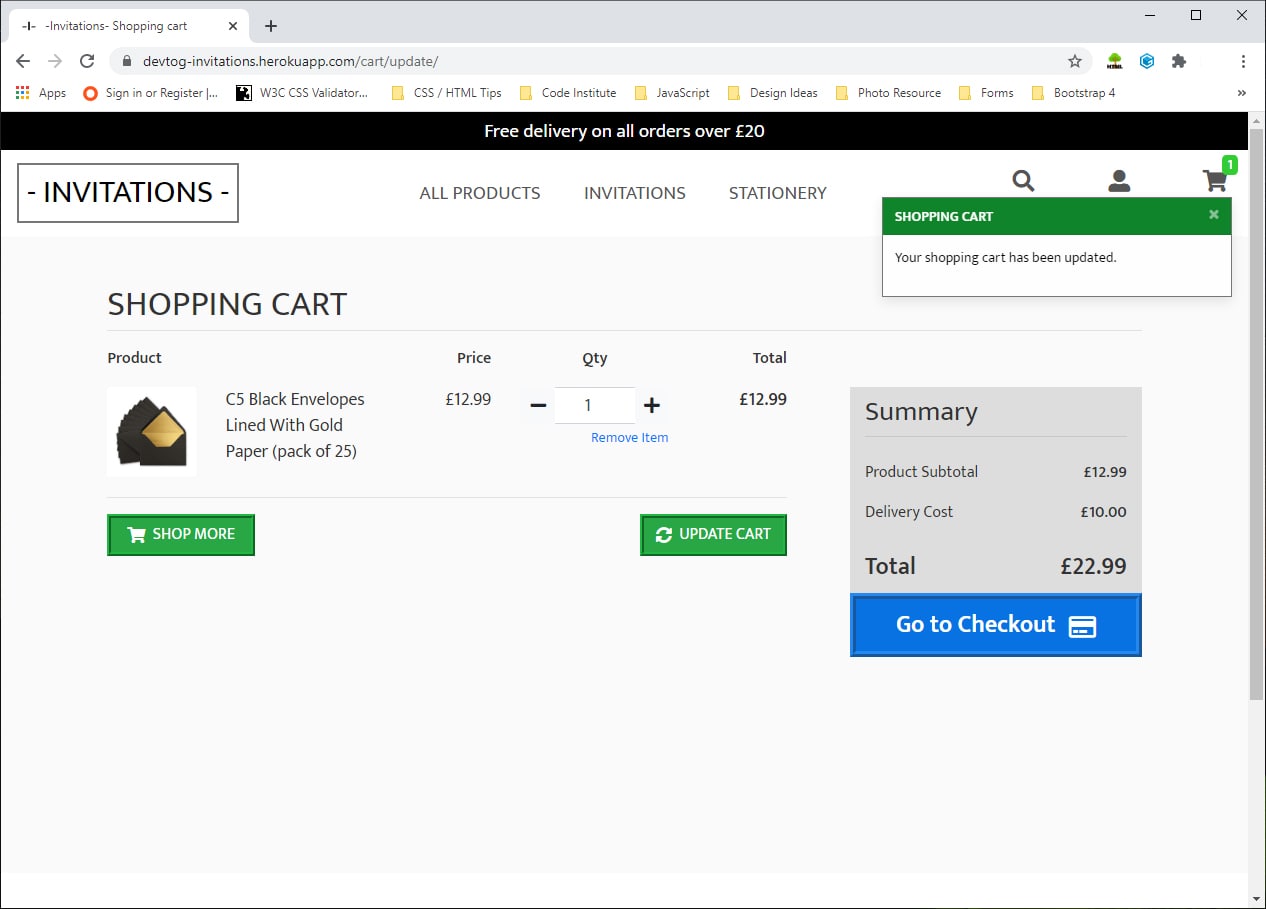 -I- -Invitations- Shopping cart
devtog-invitations.herokuapp.com/cart/update/
Apps Sign in or Register |... W3C CSS Validator... CSS / HTML Tips Code Institute JavaScript Design Ideas Photo Resource Forms Bootstrap 4 »
Free delivery on all orders over £20
- INVITATIONS - ALL PRODUCTS INVITATIONS STATIONERY 1
SHOPPING CART ×
Your shopping cart has been updated.
SHOPPING CART
Product Price Qty Total
C5 Black Envelopes £12.99 1 £12.99
Lined With Gold
Paper (pack of 25)
Remove Item
SHOP MORE UPDATE CART
Summary
Product Subtotal £12.99
Delivery Cost £10.00
Total £22.99
Go to Checkout